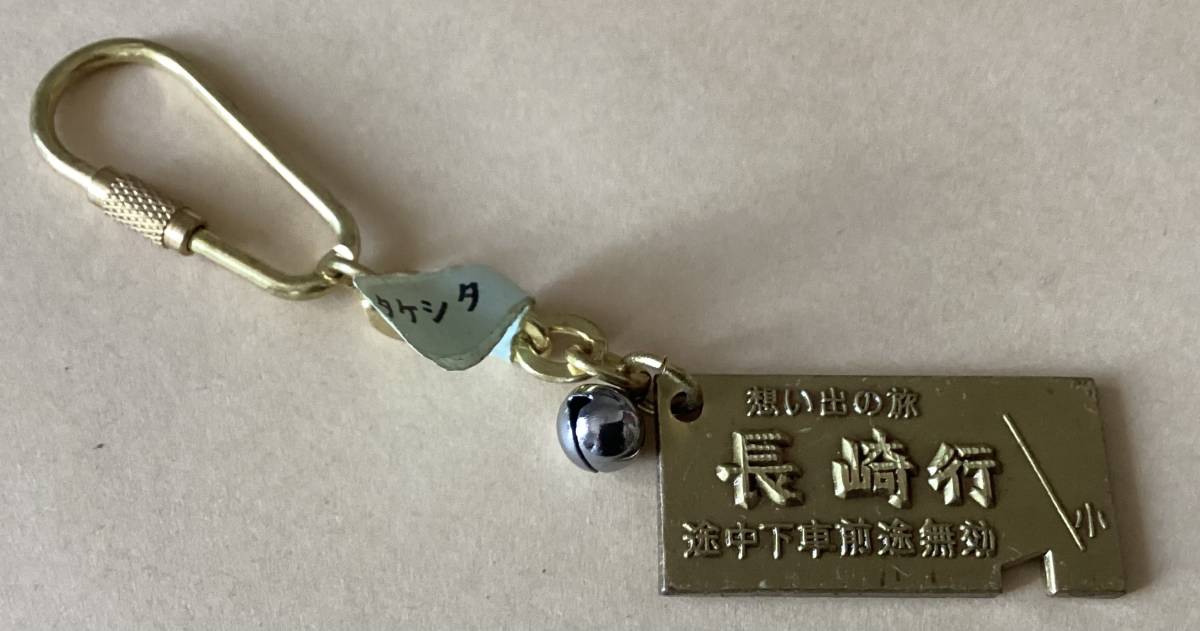 タケシタ
想い出の旅
長崎行
小
途中下車前途無効